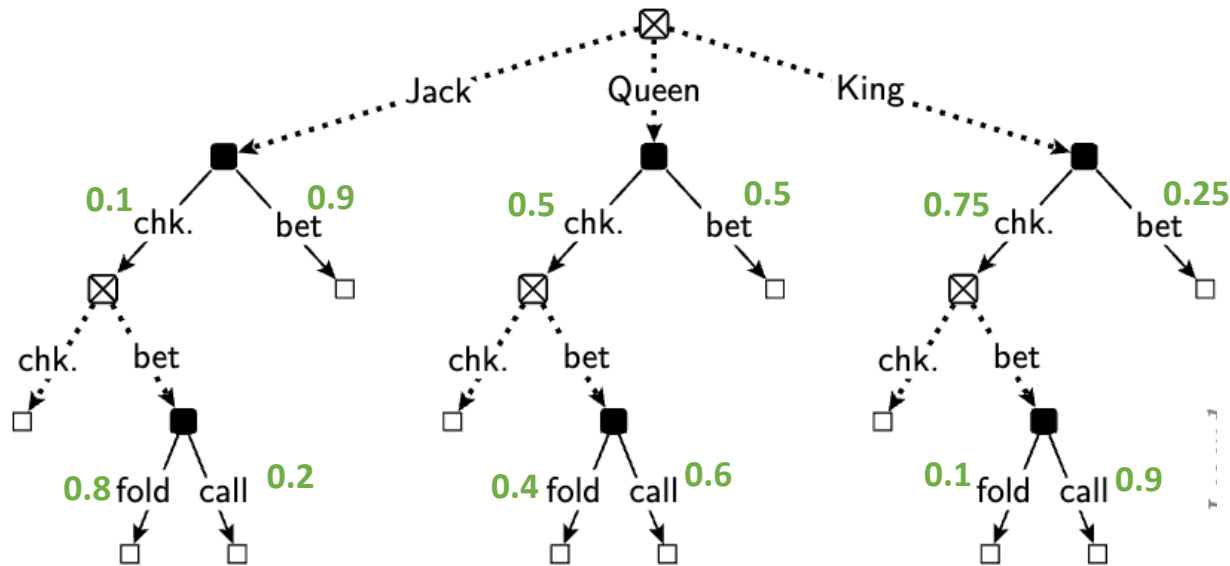 Jack Queen King
0.1 chk. bet 0.9 0.5 chk. bet 0.5 0.75 chk. bet 0.25
chk. bet chk. bet chk. bet
0.8 fold call 0.2 0.4 fold call 0.6 0.1 fold call 0.9